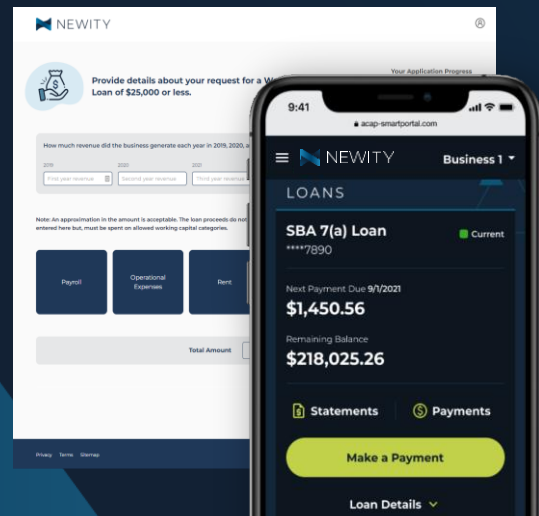 NEWITY
Your Application Progress
Provide details about your request for a W
Loan of $25,000 or less.
How much revenue did the business generate each year in 2019, 2020, a
2019 2020 2021
First year revenue Second year revenue Third year revenue
Note: An approximation in the amount is acceptable. The loan proceeds do not
entered here but, must be spent on allowed working capital categories.
Payroll
Operational
Expenses
Rent
Total Amount
Privacy Terms Sitemap
9:41
acap-smartportal.com
NEWITY Business 1
LOANS
SBA 7(a) Loan Current
****7890
Next Payment Due 9/1/2021
$1,450.56
Remaining Balance
$218,025.26
Statements Payments
Make a Payment
Loan Details